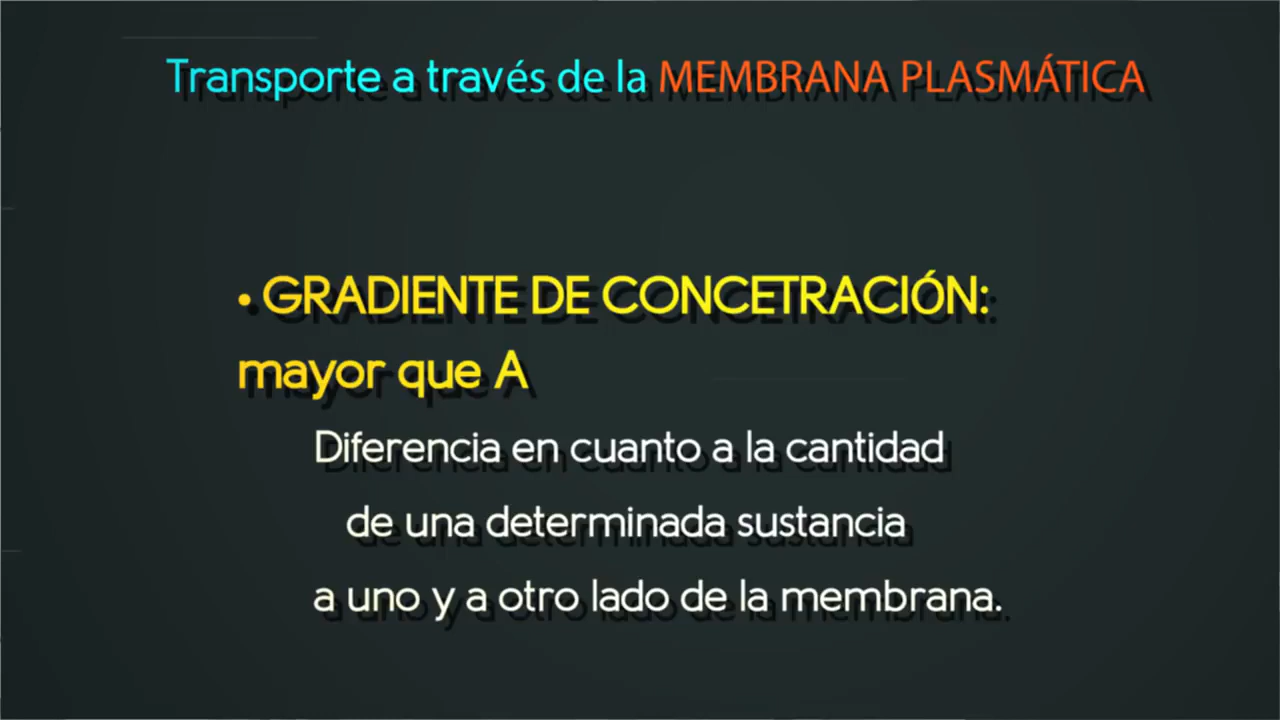 Transporte a través de la MEMBRANA PLASMÁTICA
• GRADIENTE DE CONCETRACIÓN:
mayor que A
Diferencia en cuanto a la cantidad
de una determinada sustancia
a uno y a otro lado de la membrana.